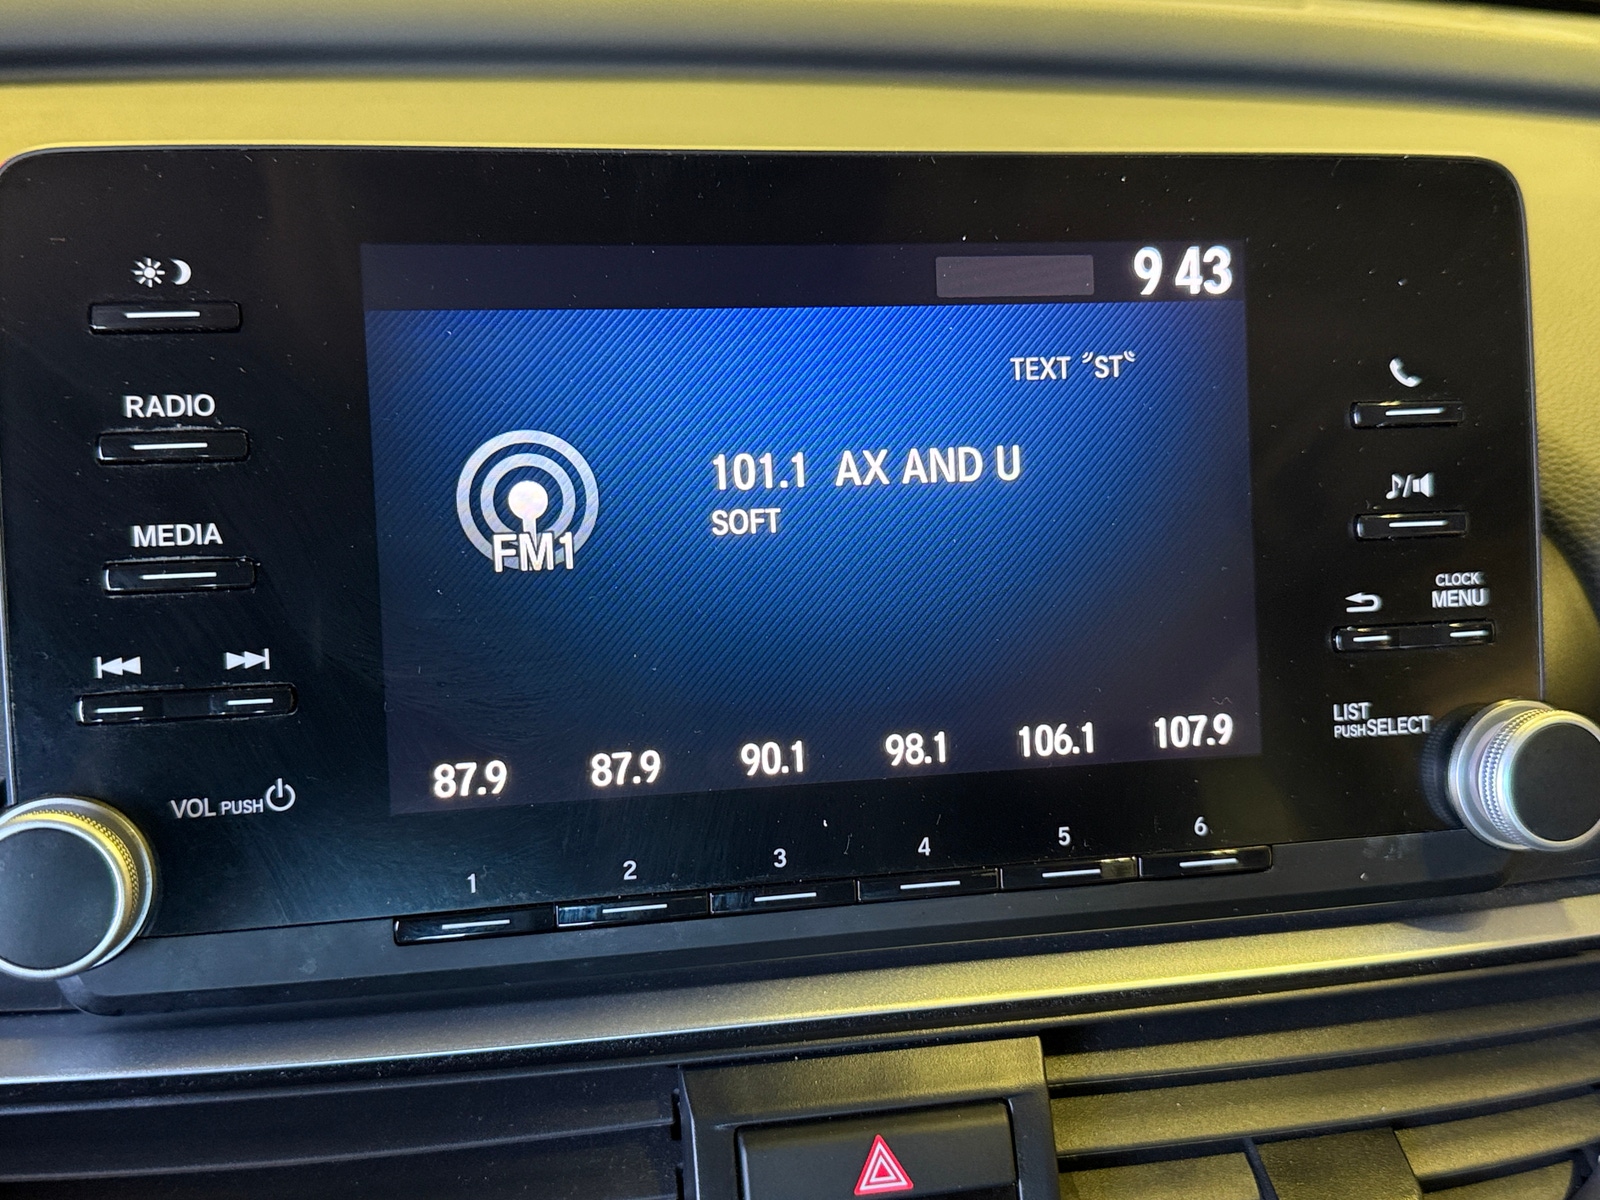 9 43
TEXT "ST"
RADIO
101.1 AX AND U
SOFT
FM1
MEDIA
CLOCK
MENU
LIST
PUSH SELECT
VOL PUSH
87.9 87.9 90.1 98.1 106.1 107.9
1 2 3 4 5 6